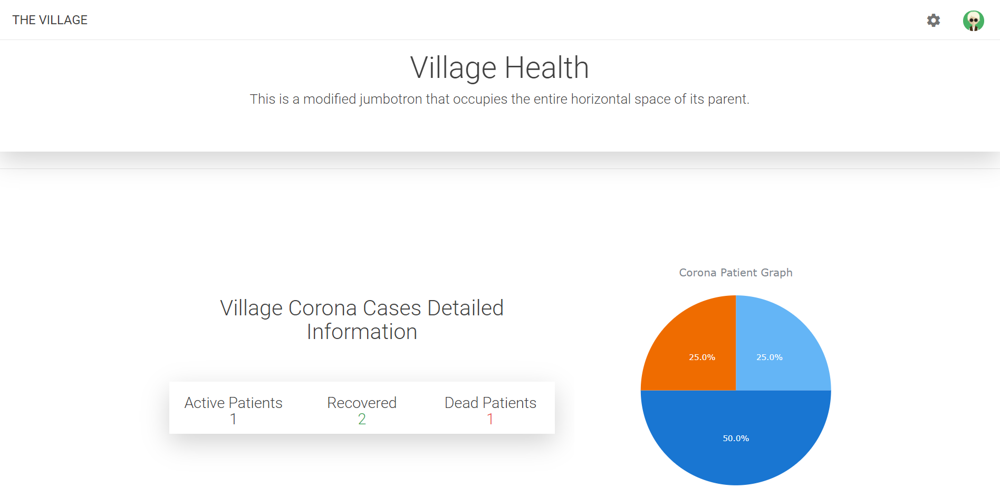 THE VILLAGE
Village Health
This is a modified jumbotron that occupies the entire horizontal space of its parent.
Village Corona Cases Detailed
Information
Active Patients
1
Recovered
2
Dead Patients
1
Corona Patient Graph
25.0%
25.0%
50.0%